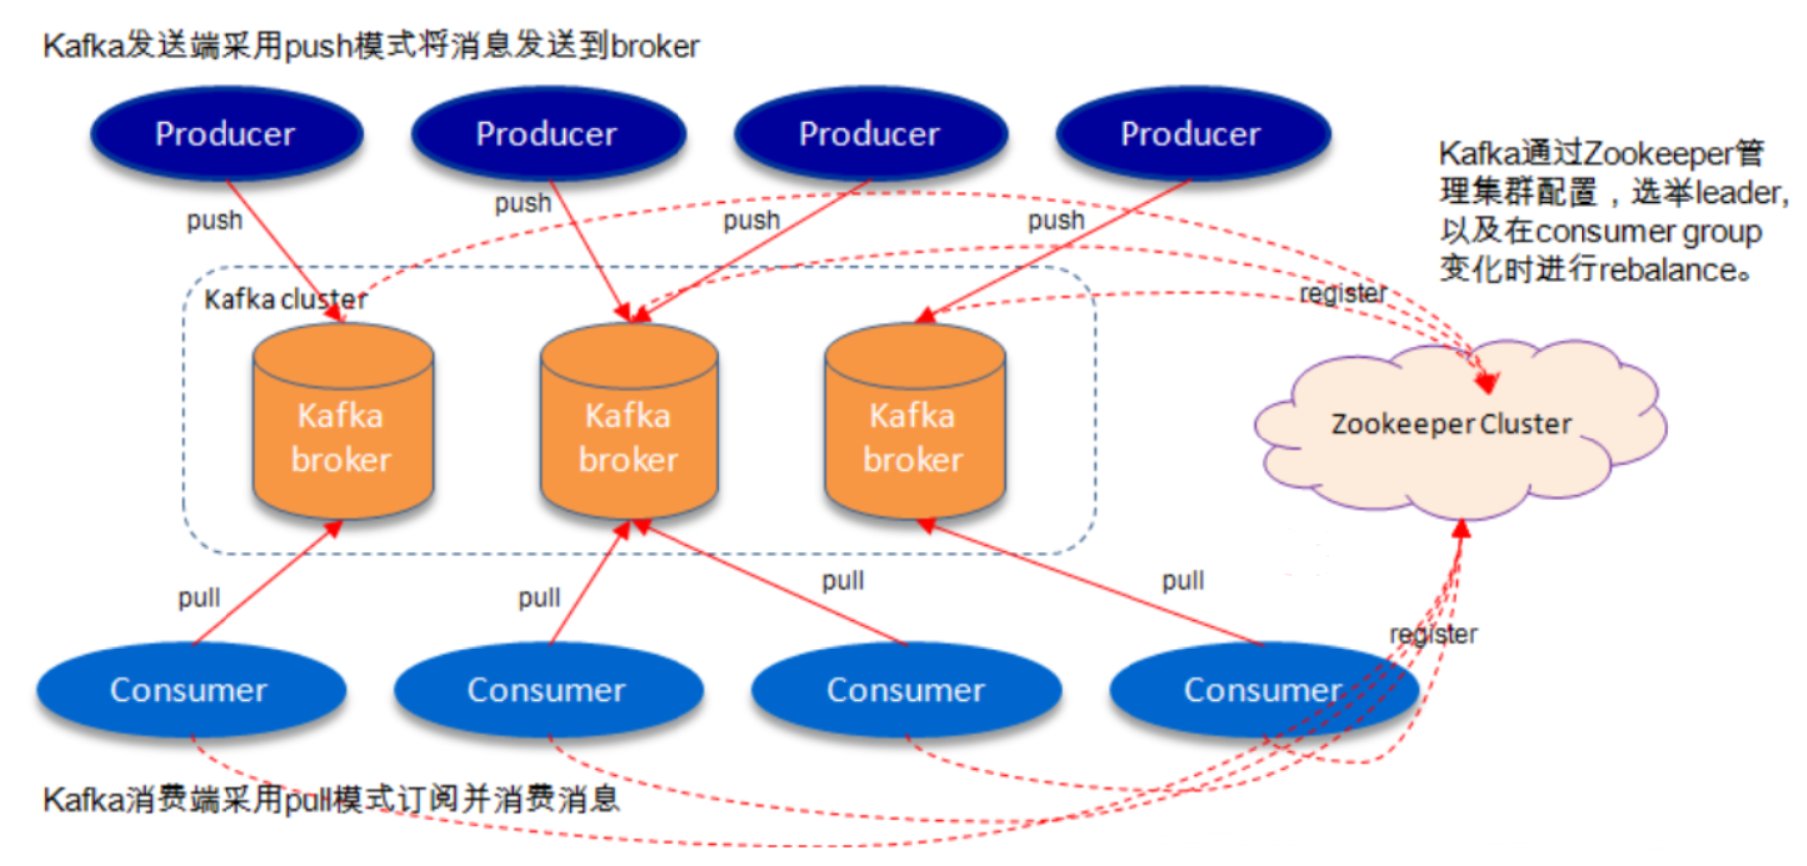 Kafka发送端采用push模式将消息发送到broker
Producer
Producer
Producer
Producer
Kafka通过Zookeeper管
理集群配置，选举leader,
以及在consumer group
变化时进行rebalance。
push
push
push
push
Kafka cluster
register
Kafka
broker
Kafka
broker
Kafka
broker
Zookeeper Cluster
pull
pull
pull
pull
register
Consumer
Consumer
Consumer
Consumer
Kafka消费端采用pull模式订阅并消费消息